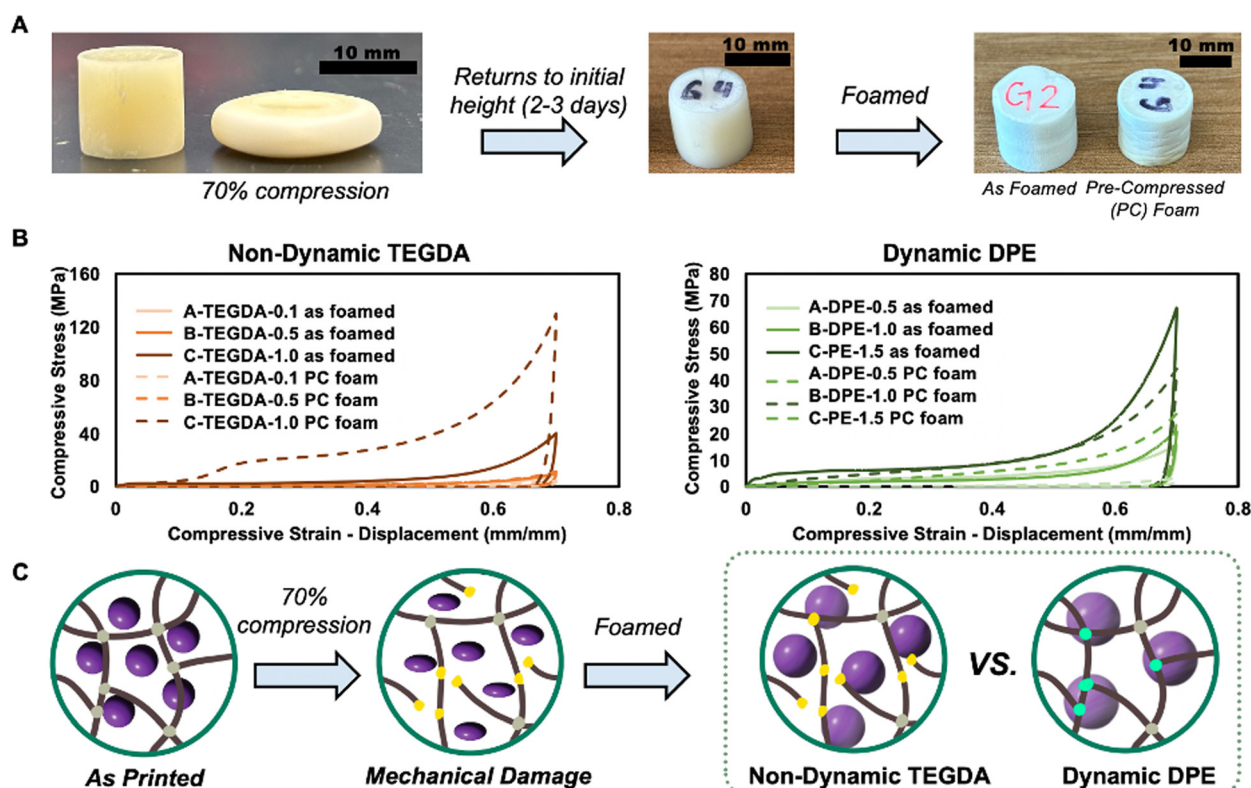 A
10 mm
70% compression
Returns to initial
height (2-3 days)
10 mm
G4
Foamed
10 mm
G2
As Foamed
Pre-Compressed
(PC) Foam
B
Non-Dynamic TEGDA
Compressive Stress (MPa)
160
120
80
40
0
A-TEGDA-0.1 as foamed
B-TEGDA-0.5 as foamed
C-TEGDA-1.0 as foamed
A-TEGDA-0.1 PC foam
B-TEGDA-0.5 PC foam
C-TEGDA-1.0 PC foam
0 0.2 0.4 0.6 0.8
Compressive Strain - Displacement (mm/mm)
Dynamic DPE
Compressive Stress (MPa)
80
70
60
50
40
30
20
10
0
A-DPE-0.5 as foamed
B-DPE-1.0 as foamed
C-PE-1.5 as foamed
A-DPE-0.5 PC foam
B-DPE-1.0 PC foam
C-PE-1.5 PC foam
0 0.2 0.4 0.6 0.8
Compressive Strain - Displacement (mm/mm)
C
As Printed
70%
compression
Mechanical Damage
Foamed
Non-Dynamic TEGDA
VS.
Dynamic DPE